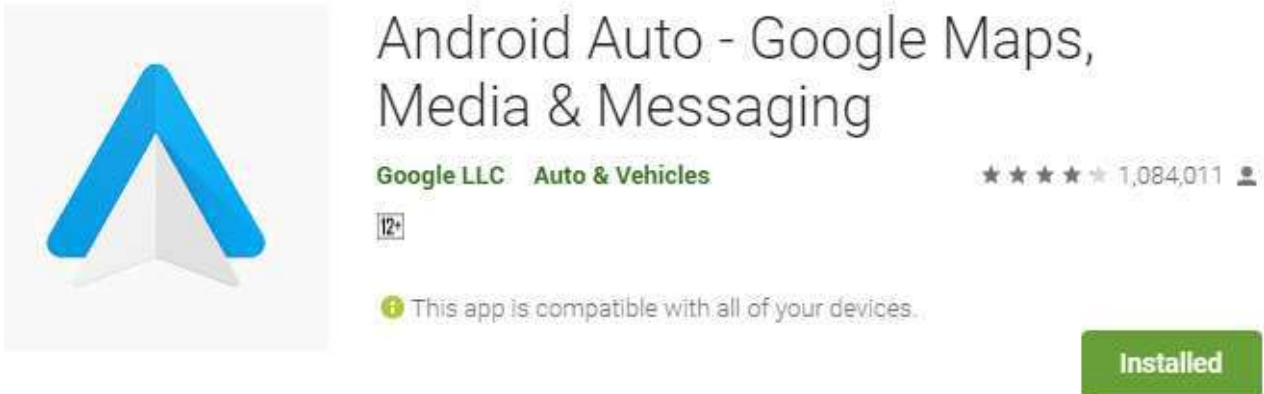 Android Auto - Google Maps,
Media & Messaging
Google LLC Auto & Vehicles 1,084,011
12+
This app is compatible with all of your devices.
Installed